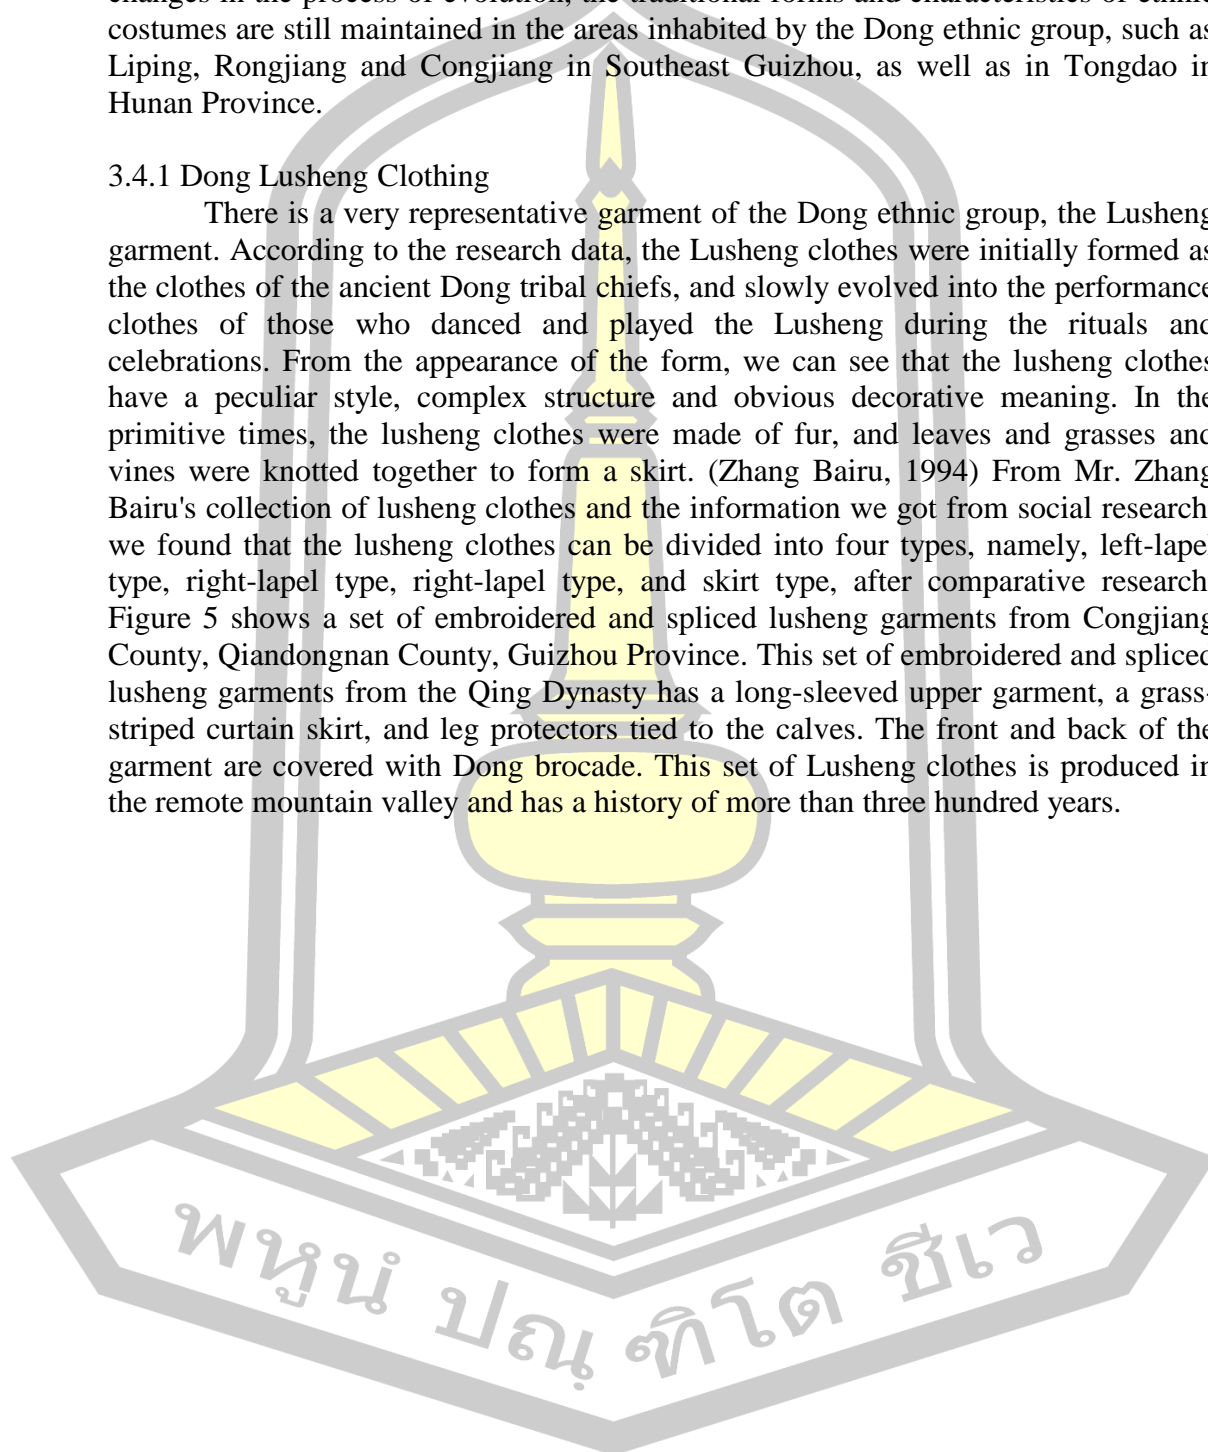 changes in the process of evolution, the traditional forms and characteristics of ethnic
costumes are still maintained in the areas inhabited by the Dong ethnic group, such as
Liping, Rongjiang and Congjiang in Southeast Guizhou, as well as in Tongdao in
Hunan Province.
3.4.1 Dong Lusheng Clothing
There is a very representative garment of the Dong ethnic group, the Lusheng
garment. According to the research data, the Lusheng clothes were initially formed as
the clothes of the ancient Dong tribal chiefs, and slowly evolved into the performance
clothes of those who danced and played the Lusheng during the rituals and
celebrations. From the appearance of the form, we can see that the lusheng clothes
have a peculiar style, complex structure and obvious decorative meaning. In the
primitive times, the lusheng clothes were made of fur, and leaves and grasses and
vines were knotted together to form a skirt. (Zhang Bairu, 1994) From Mr. Zhang
Bairu's collection of lusheng clothes and the information we got from social research
we found that the lusheng clothes can be divided into four types, namely, left-lapel
type, right-lapel type, right-lapel type, and skirt type, after comparative research
Figure 5 shows a set of embroidered and spliced lusheng garments from Congjiang
County, Qiandongnan County, Guizhou Province. This set of embroidered and spliced
lusheng garments from the Qing Dynasty has a long-sleeved upper garment, a grass-
striped curtain skirt, and leg protectors tied to the calves. The front and back of the
garment are covered with Dong brocade. This set of Lusheng clothes is produced in
the remote mountain valley and has a history of more than three hundred years.
พหูนํ ปณฺฑิโต ชีเว